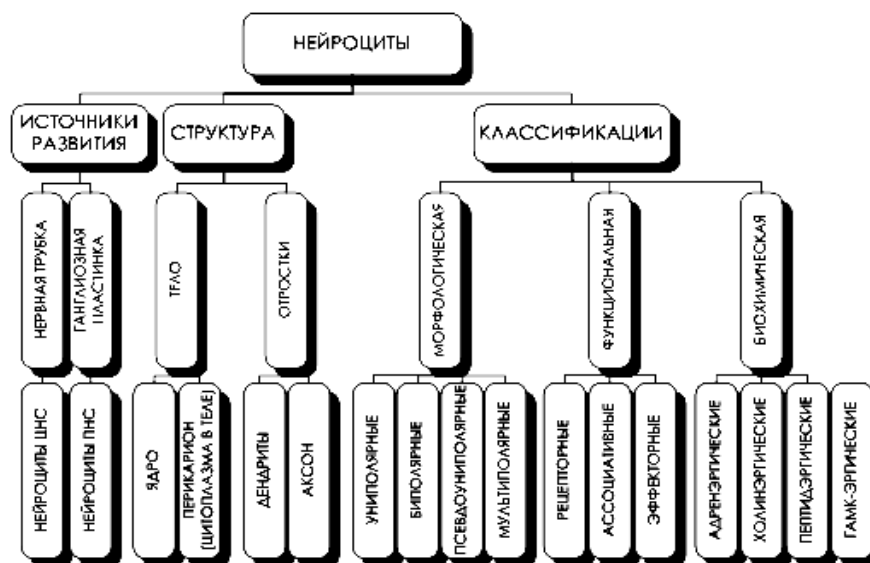 НЕЙРОЦИТЫ
ИСТОЧНИКИ
РАЗВИТИЯ
СТРУКТУРА
КЛАССИФИКАЦИИ
НЕРВНАЯ ТРУБКА
ГАНГЛИОЗНАЯ
ПЛАСТИНКА
ТЕЛО
ОТРОСТКИ
МОРФОЛОГИЧЕСКАЯ
ФУНКЦИОНАЛЬНАЯ
БИОХИМИЧЕСКАЯ
НЕЙРОЦИТЫ ЦНС
НЕЙРОЦИТЫ ПНС
ЯДРО
ПЕРИКАРИОН
(ЦИТОПЛАЗМА В ТЕЛЕ)
ДЕНДРИТЫ
АКСОН
УНИПОЛЯРНЫЕ
БИПОЛЯРНЫЕ
ПСЕВДОУНИПОЛЯРНЫЕ
МУЛЬТИПОЛЯРНЫЕ
РЕЦЕПТОРНЫЕ
АССОЦИАТИВНЫЕ
ЭФФЕКТОРНЫЕ
АДРЕНЭРГИЧЕСКИЕ
ХОЛИНЭРГИЧЕСКИЕ
ПЕПТИДЭРГИЧЕСКИЕ
ГАМК-ЭРГИЧЕСКИЕ